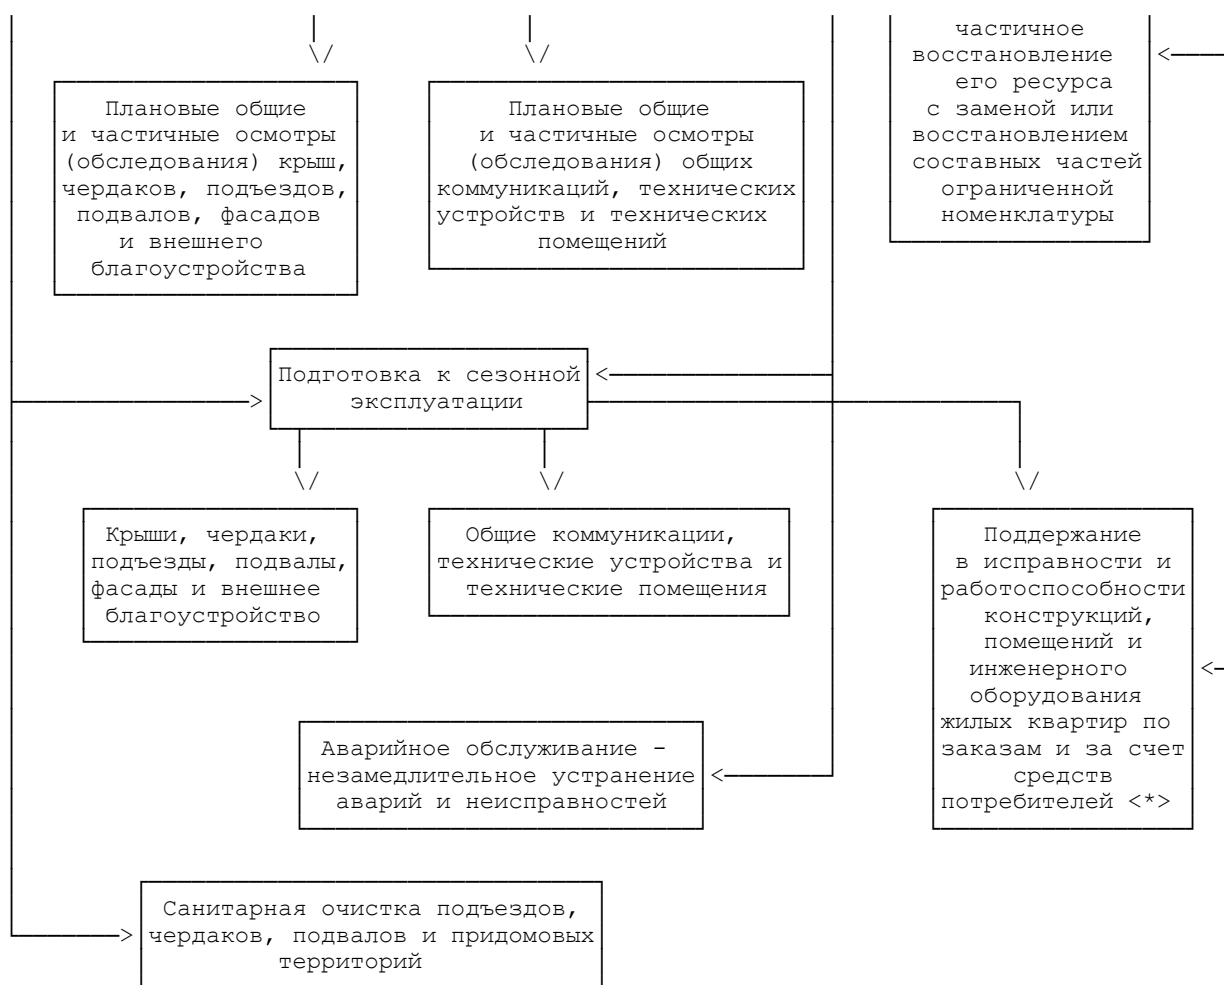 частичное
восстановление
его ресурса
с заменой или
восстановлением
составных частей
ограниченной
номенклатуры
Плановые общие
и частичные осмотры
(обследования) крыш,
чердаков, подъездов,
подвалов, фасадов
и внешнего
благоустройства
Плановые общие
и частичные осмотры
(обследования) общих
коммуникаций, технических
устройств и технических
помещений
Подготовка к сезонной
эксплуатации
Крыши, чердаки,
подъезды, подвалы,
фасады и внешнее
благоустройство
Общие коммуникации,
технические устройства и
технические помещения
Поддержание
в исправности и
работоспособности
конструкций,
помещений и
инженерного
оборудования
жилых квартир по
заказам и за счет
средств
потребителей <*>
Аварийное обслуживание -
незамедлительное устранение
аварий и неисправностей
Санитарная очистка подъездов,
чердаков, подвалов и придомовых
территорий